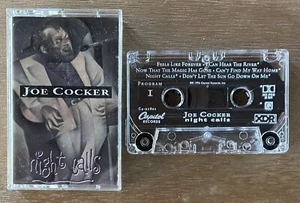 JOE COCKER
night calls
FEELS LIKE FOREVER • I CAN HEAR THE RIVER •
NOW THAT THE MAGIC HAS GONE • CAN'T FIND MY WAY HOME •
NIGHT CALLS • DON'T LET THE SUN GO DOWN ON ME •
PROGRAM
I
Capitol
RECORDS
JOE COCKER
night calls
XDR